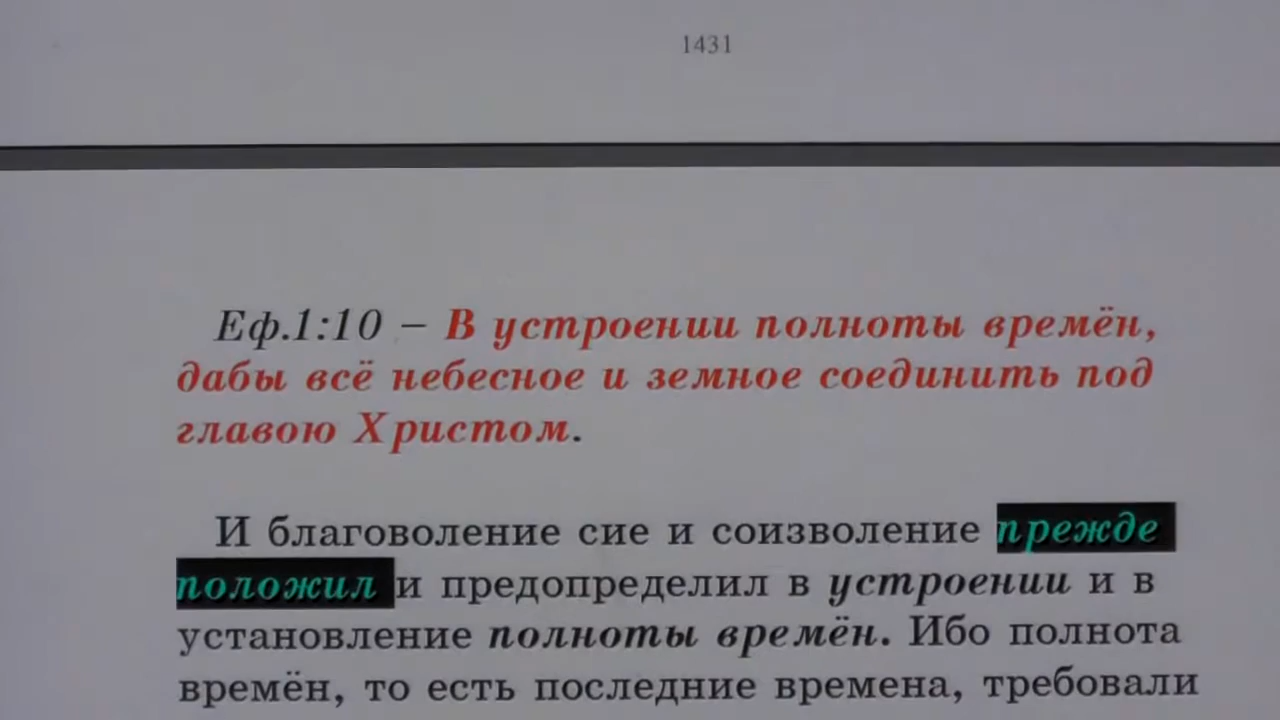 1431
Еф.1:10 – В устроении полноты времён,
дабы всё небесное и земное соединить под
главою Христом.
И благоволение сие и соизволение прежде
положил и предопределил в устроении и в
установление полноты времён. Ибо полнота
времён, то есть последние времена, требовали